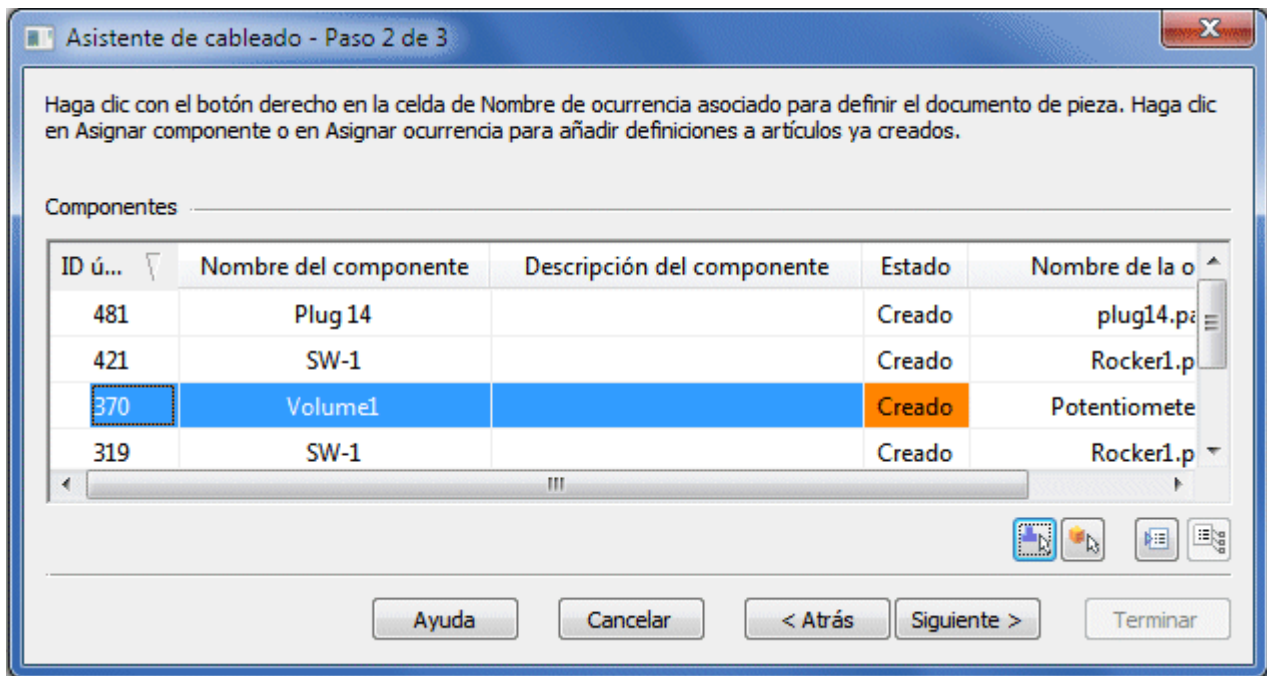 Asistente de cableado - Paso 2 de 3
Haga clic con el botón derecho en la celda de Nombre de ocurrencia asociado para definir el documento de pieza. Haga clic
en Asignar componente o en Asignar ocurrencia para añadir definiciones a artículos ya creados.
Componentes
ID ú... Nombre del componente Descripción del componente Estado Nombre de la o
481 Plug 14 Creado plug14.pa
421 SW-1 Creado Rocker1.p
370 Volume1 Creado Potentiomete
319 SW-1 Creado Rocker1.p
Ayuda Cancelar < Atrás Siguiente > Terminar